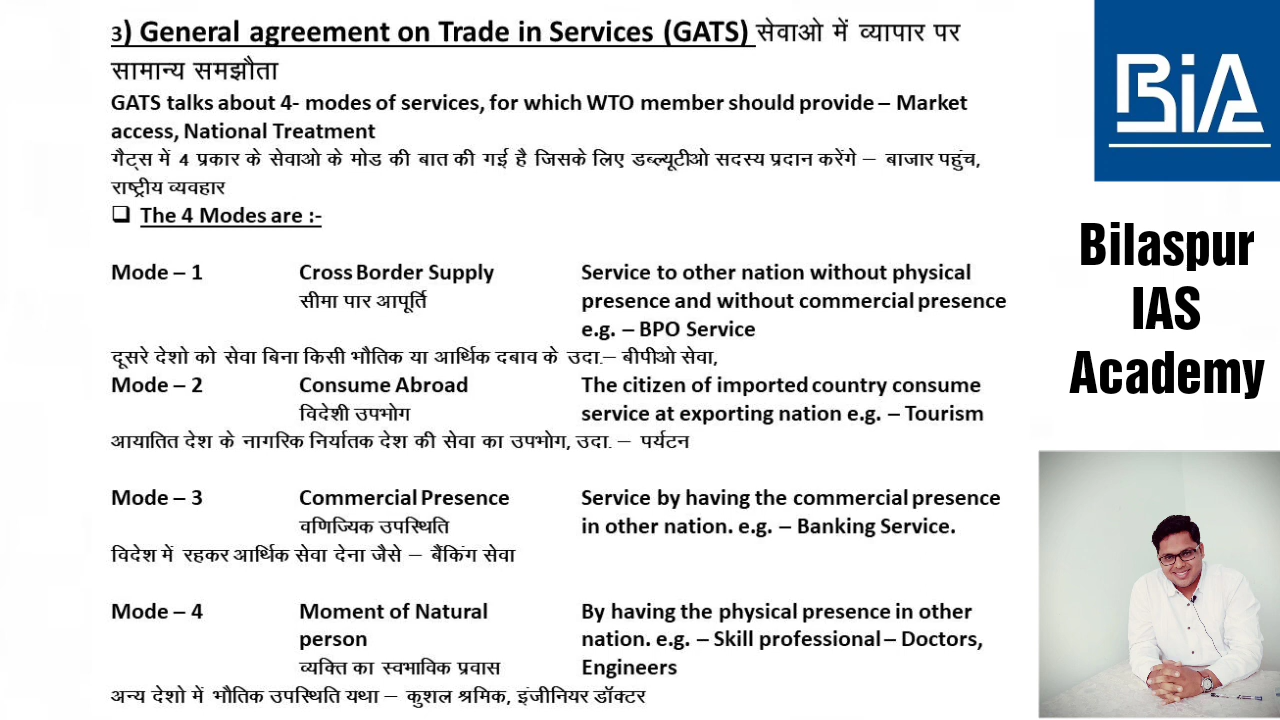 3) General agreement on Trade in Services (GATS) सेवाओ में व्यापार पर
सामान्य समझौता
GATS talks about 4- modes of services, for which WTO member should provide – Market
access, National Treatment
गैट्स में 4 प्रकार के सेवाओ के मोड की बात की गई है जिसके लिए डब्ल्यूटीओ सदस्य प्रदान करेंगे – बाजार पहुंच,
राष्ट्रीय व्यवहार
The 4 Modes are :-
Mode – 1 Cross Border Supply Service to other nation without physical
सीमा पार आपूर्ति presence and without commercial presence
e.g. – BPO Service
दूसरे देशो को सेवा बिना किसी भौतिक या आर्थिक दबाव के उदा.– बीपीओ सेवा,
Mode – 2 Consume Abroad The citizen of imported country consume
विदेशी उपभोग service at exporting nation e.g. – Tourism
आयातित देश के नागरिक निर्यातक देश की सेवा का उपभोग, उदा. – पर्यटन
Mode – 3 Commercial Presence Service by having the commercial presence
वणिज्यिक उपस्थिति in other nation. e.g. – Banking Service.
विदेश में रहकर आर्थिक सेवा देना जैसे – बैंकिंग सेवा
Mode – 4 Moment of Natural By having the physical presence in other
person nation. e.g. – Skill professional – Doctors,
व्यक्ति का स्वभाविक प्रवास Engineers
अन्य देशो में भौतिक उपस्थिति यथा – कुशल श्रमिक, इंजीनियर डॉक्टर
BiA
Bilaspur
IAS
Academy